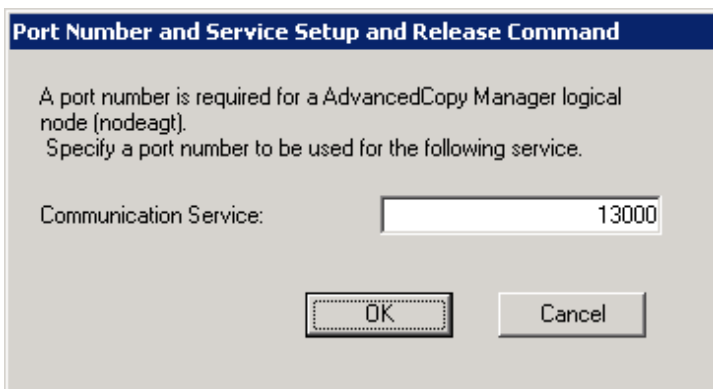 Port Number and Service Setup and Release Command
A port number is required for a AdvancedCopy Manager logical
node (nodeagt).
Specify a port number to be used for the following service.
Communication Service:
13000
OK
Cancel